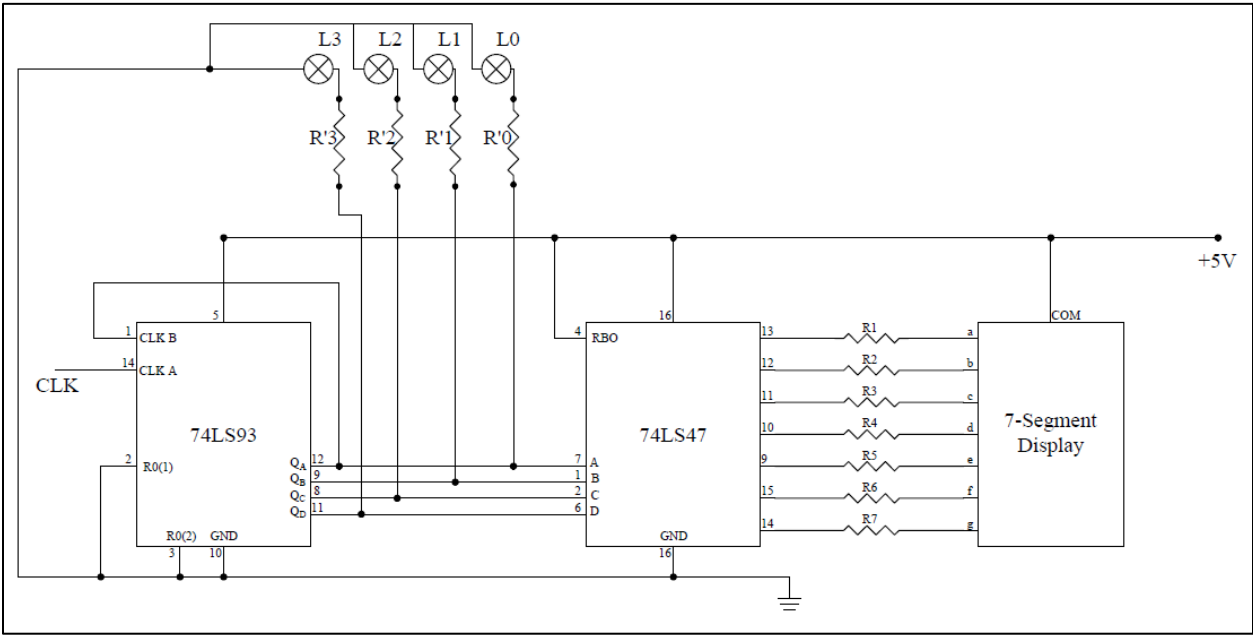 L3 L2 L1 L0
R'3 R'2 R'1 R'0
+5V
5 16 COM
1 CLK B 4 RBO 13 R1 a
14 CLK A 12 R2 b
CLK
11 R3 c
74LS93 74LS47 10 R4 d 7-Segment
Display
2 R0(1) QA 12 7 A 9 R5 e
QB 9 1 B
QC 8 2 C 15 R6 f
QD 11 6 D
14 R7 g
R0(2) GND GND
3 10 16